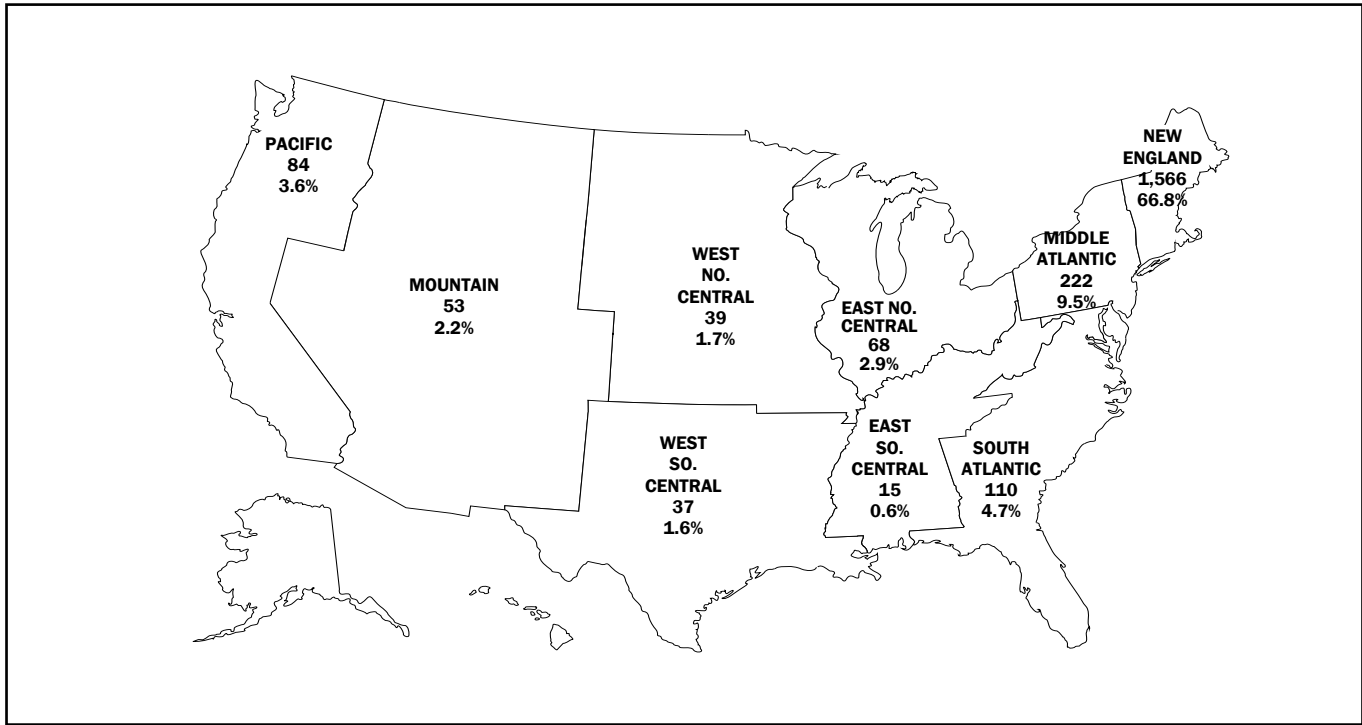 PACIFIC
84
3.6%
MOUNTAIN
53
2.2%
WEST
NO.
CENTRAL
39
1.7%
WEST
SO.
CENTRAL
37
1.6%
EAST NO.
CENTRAL
68
2.9%
EAST
SO.
CENTRAL
15
0.6%
SOUTH
ATLANTIC
110
4.7%
MIDDLE
ATLANTIC
222
9.5%
NEW
ENGLAND
1,566
66.8%